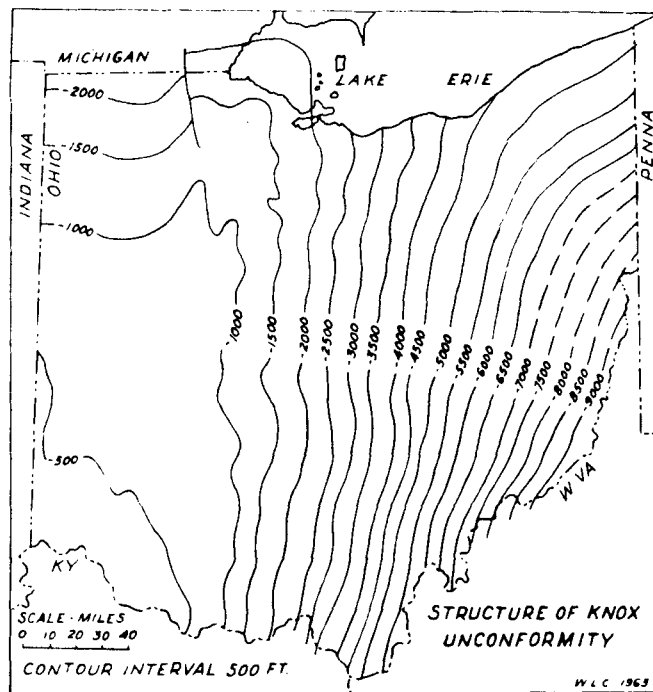 MICHIGAN
LAKE ERIE
-2000
-1500
-1000
-500
INDIANA
OHIO
PENNA
-1000
-1500
-2000
-2500
-3000
-3500
-4000
-4500
-5000
-5500
-6000
-6500
-7000
-7500
-8000
-8500
-9000
W VA
KY
SCALE - MILES
0 10 20 30 40
CONTOUR INTERVAL 500 FT.
STRUCTURE OF KNOX
UNCONFORMITY
W L C 1963